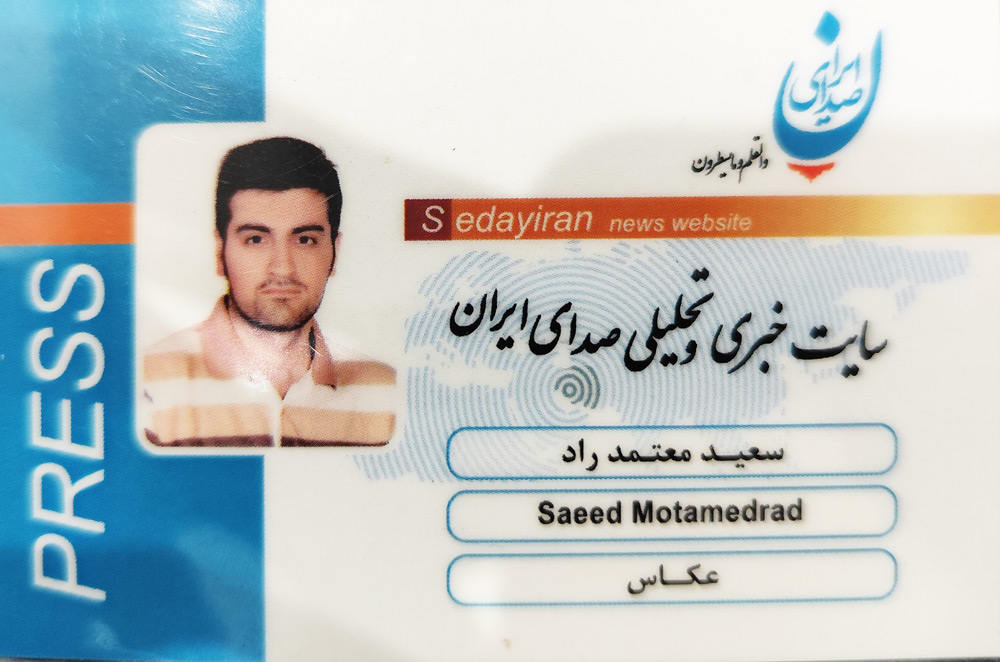 صدای ایران
والقلم و ما یسطرون
Sedayiran news website
سایت خبری و تحلیلی صدای ایران
PRESS
سعید معتمد راد
Saeed Motamedrad
عکاس